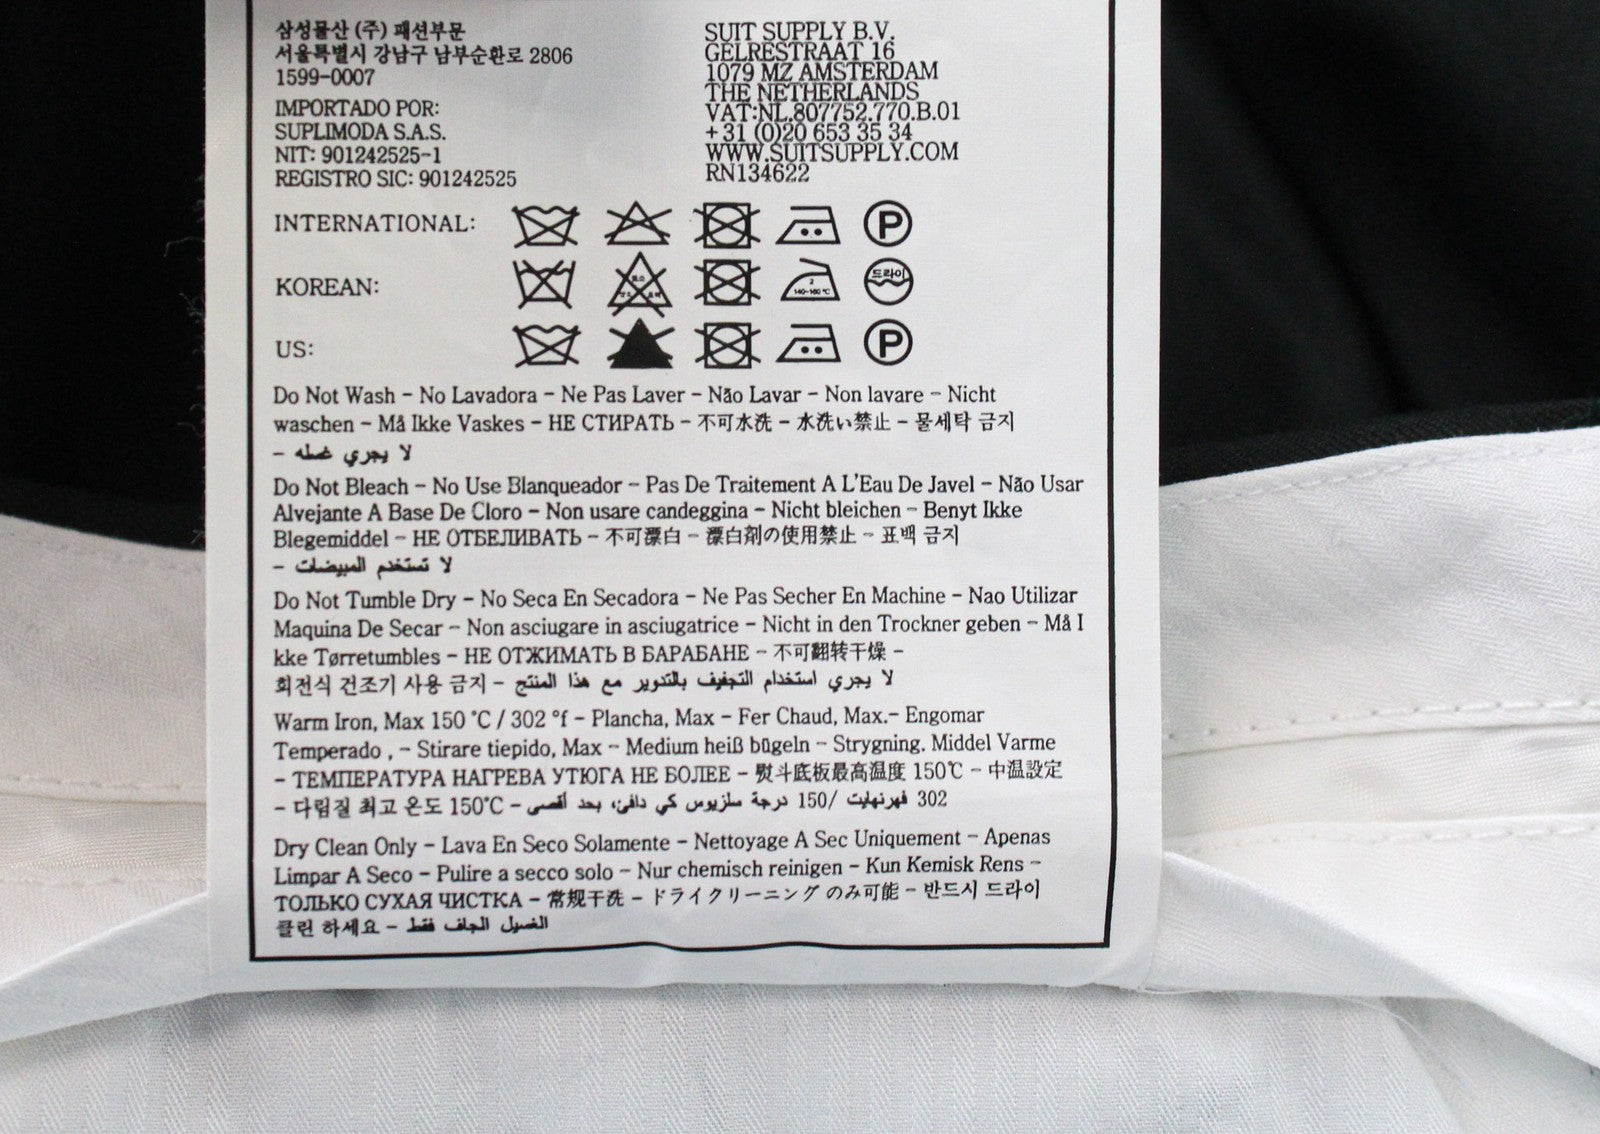 삼성물산 (주) 패션부문
서울특별시 강남구 남부순환로 2806
1599-0007
IMPORTADO POR:
SUPLIMODA S.A.S.
NIT: 901242525-1
REGISTRO SIC: 901242525
SUIT SUPPLY B.V.
GELRESTRAAT 16
1079 MZ AMSTERDAM
THE NETHERLANDS
VAT:NL.807752.770.B.01
+31 (0)20 653 35 34
WWW.SUITSUPPLY.COM
RN134622
INTERNATIONAL: P
KOREAN: 2 140~160 °C 드라이
US: P
Do Not Wash - No Lavadora - Ne Pas Laver - Não Lavar - Non lavare - Nicht
waschen - Må Ikke Vaskes - НЕ СТИРАТЬ - 不可水洗 - 水洗い禁止 - 물세탁 금지
- لا يجري غسله
Do Not Bleach - No Use Blanqueador - Pas De Traitement A L'Eau De Javel - Não Usar
Alvejante A Base De Cloro - Non usare candeggina - Nicht bleichen - Benyt Ikke
Blegemiddel - НЕ ОТБЕЛИВАТЬ - 不可漂白 - 漂白剤の使用禁止 - 표백 금지
- لا تستخدم المبيضات
Do Not Tumble Dry - No Seca En Secadora - Ne Pas Secher En Machine - Nao Utilizar
Maquina De Secar - Non asciugare in asciugatrice - Nicht in den Trockner geben - Må I
kke Tørretumbles - НЕ ОТЖИМАТЬ В БАРАБАНЕ - 不可翻转干燥 -
회전식 건조기 사용 금지 - لا يجري استخدام التجفيف بالتدوير مع هذا المنتج
Warm Iron, Max 150 °C / 302 °f - Plancha, Max - Fer Chaud, Max.- Engomar
Temperado , - Stirare tiepido, Max - Medium heiß bügeln - Strygning. Middel Varme
- ТЕМПЕРАТУРА НАГРЕВА УТЮГА НЕ БОЛЕЕ - 熨斗底板最高温度 150℃ - 中温設定
- 다림질 최고 온도 150°C - 302 فهرنهايت /150 درجة سلزيوس كي دافئ، بحد أقصى
Dry Clean Only - Lava En Seco Solamente - Nettoyage A Sec Uniquement - Apenas
Limpar A Seco - Pulire a secco solo - Nur chemisch reinigen - Kun Kemisk Rens -
ТОЛЬКО СУХАЯ ЧИСТКА - 常规干洗 - ドライクリーニング のみ可能 - 반드시 드라이
클린 하세요 - الغسيل الجاف فقط